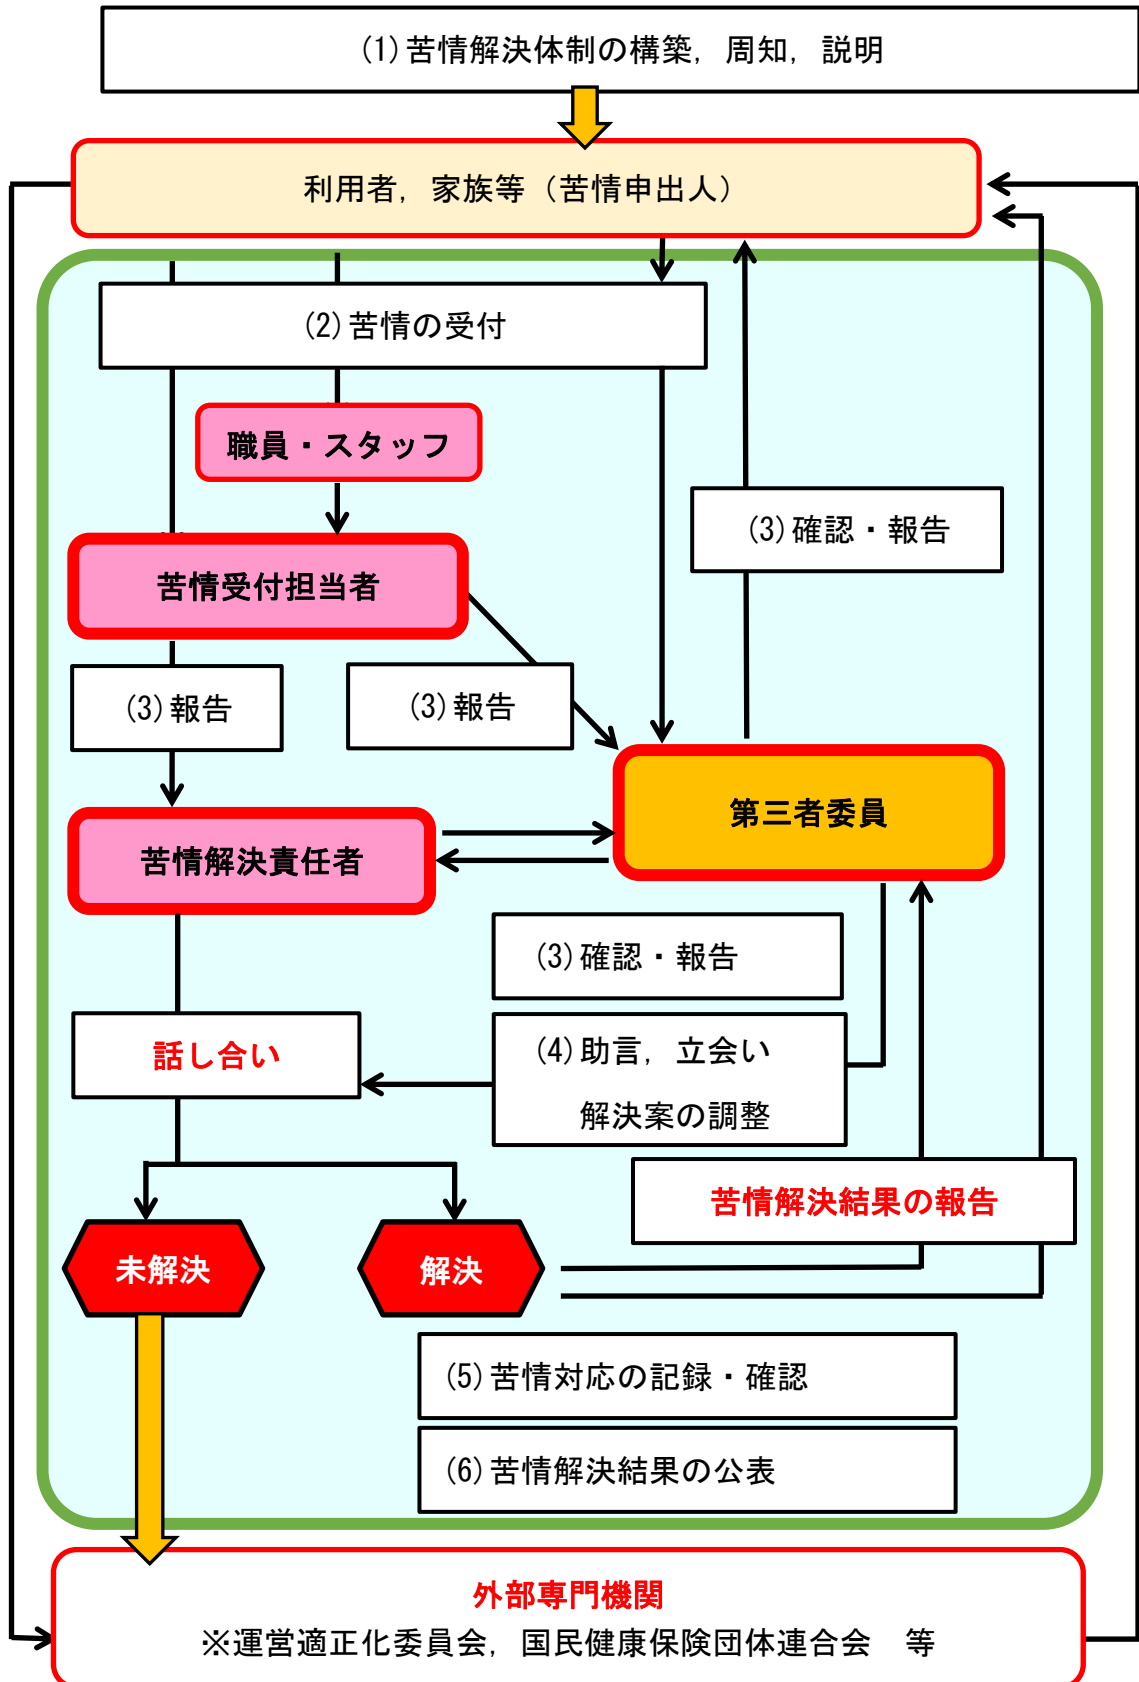 (1)苦情解決体制の構築，周知，説明
利用者，家族等（苦情申出人）
(2)苦情の受付
職員・スタッフ
(3)確認・報告
苦情受付担当者
(3)報告
(3)報告
第三者委員
苦情解決責任者
(3)確認・報告
話し合い
(4)助言，立会い
解決案の調整
苦情解決結果の報告
未解決
解決
(5)苦情対応の記録・確認
(6)苦情解決結果の公表
外部専門機関
※運営適正化委員会，国民健康保険団体連合会　等